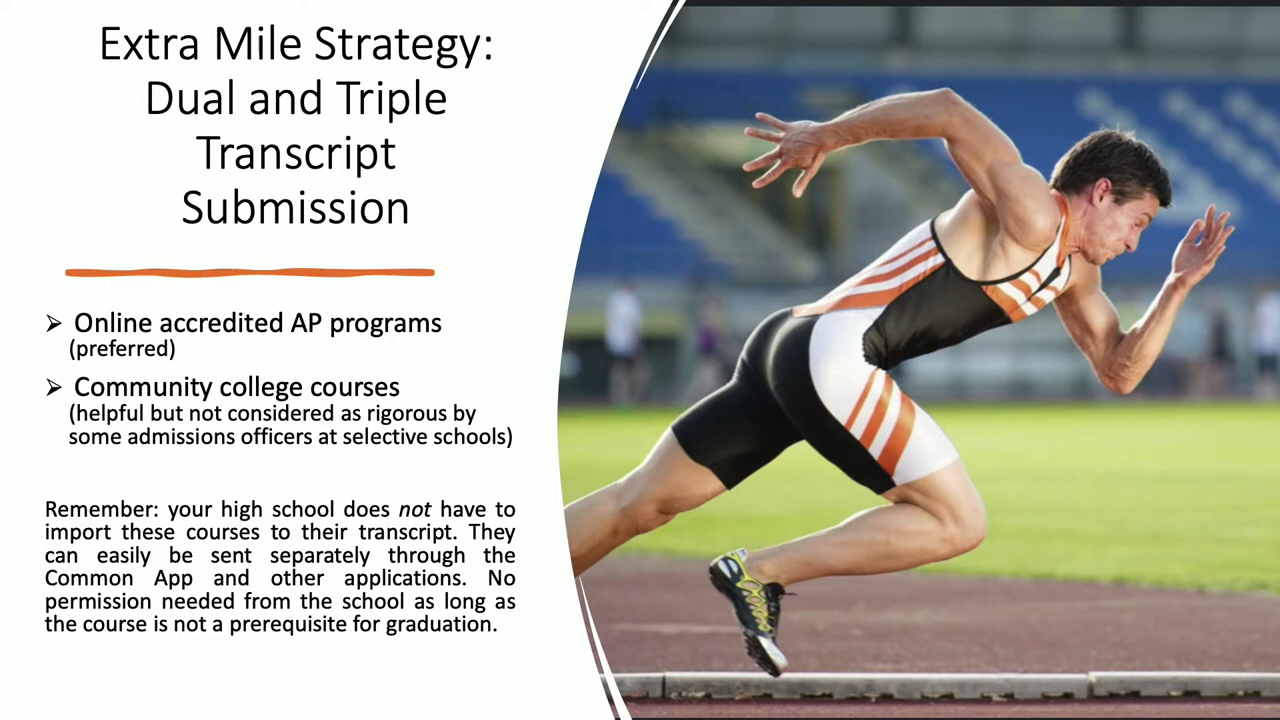 Extra Mile Strategy:
Dual and Triple
Transcript
Submission
➢ Online accredited AP programs
(preferred)
➢ Community college courses
(helpful but not considered as rigorous by
some admissions officers at selective schools)
Remember: your high school does not have to
import these courses to their transcript. They
can easily be sent separately through the
Common App and other applications. No
permission needed from the school as long as
the course is not a prerequisite for graduation.